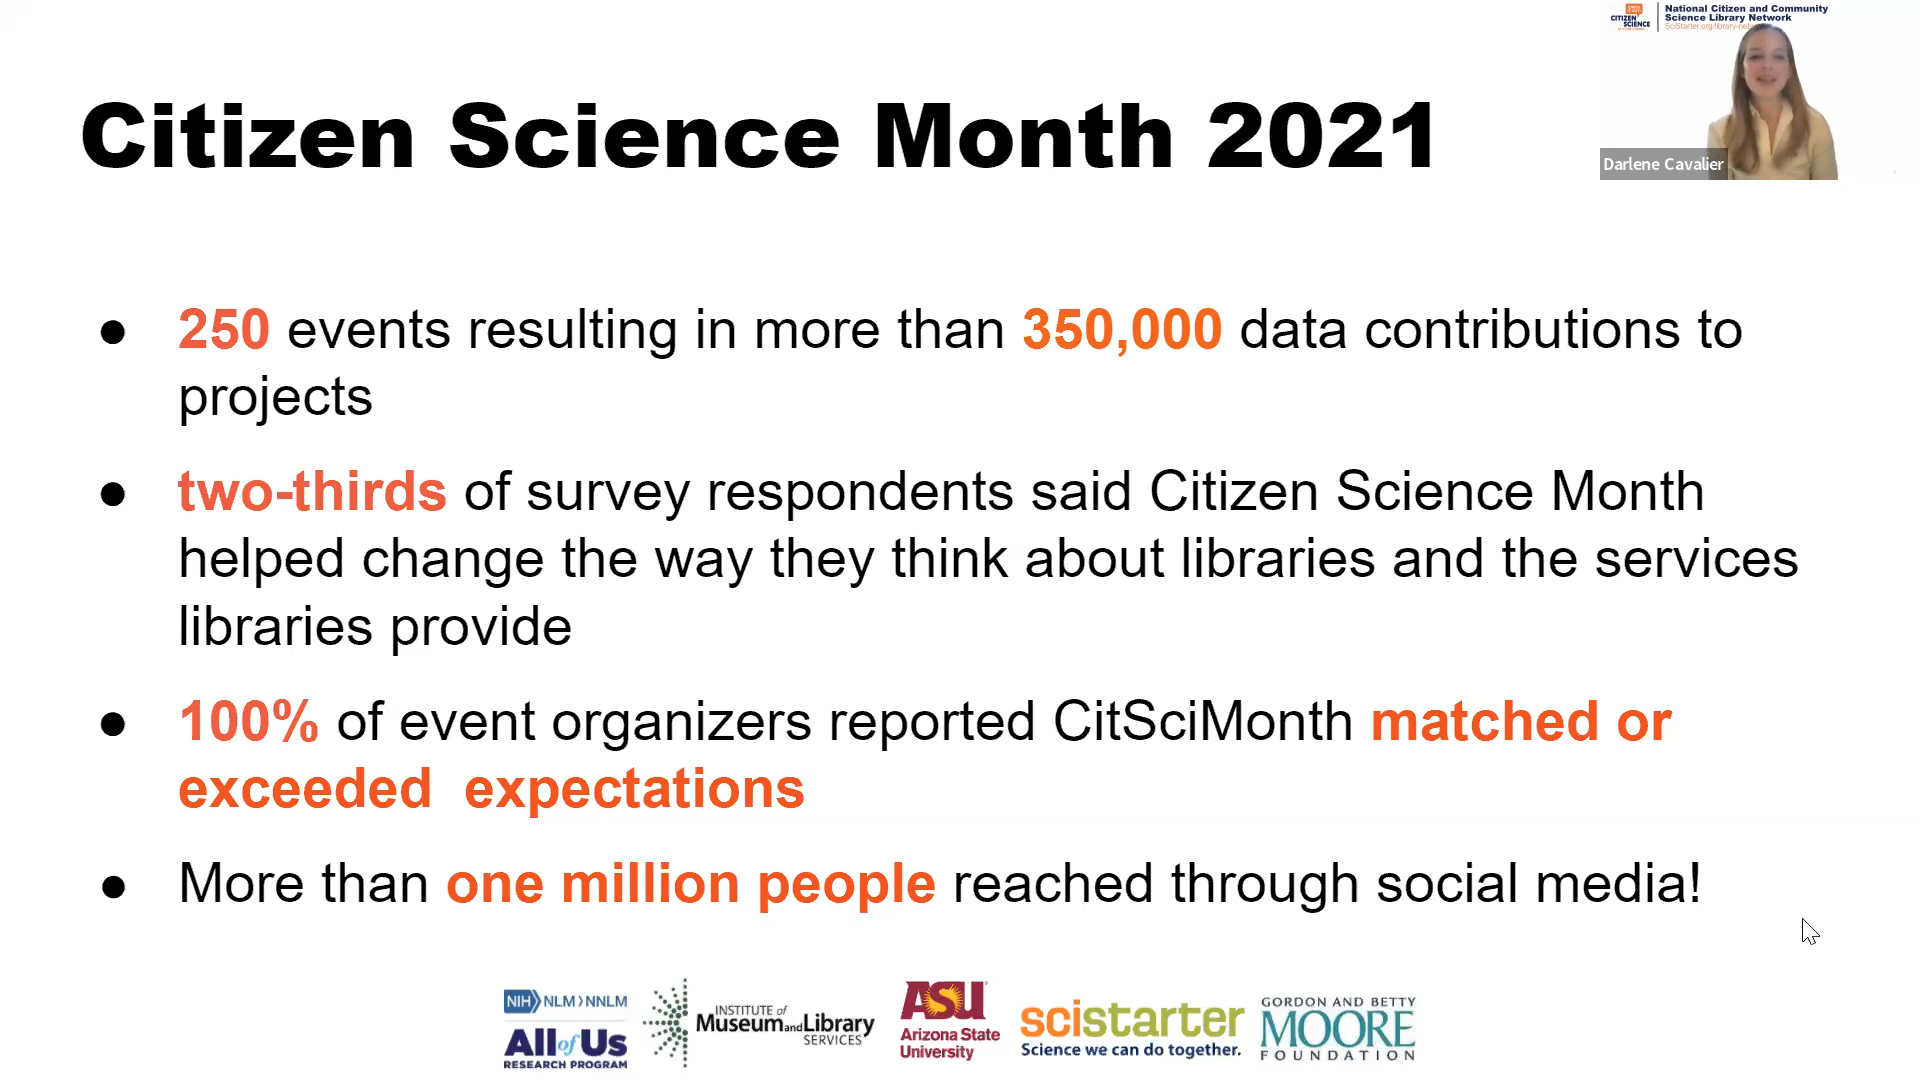 CITIZEN SCIENCE
National Citizen and Community
Science Library Network
Darlene Cavalier
Citizen Science Month 2021
● 250 events resulting in more than 350,000 data contributions to
projects
● two-thirds of survey respondents said Citizen Science Month
helped change the way they think about libraries and the services
libraries provide
● 100% of event organizers reported CitSciMonth matched or
exceeded  expectations
● More than one million people reached through social media!
NIH NLM NNLM
All of Us
RESEARCH PROGRAM
INSTITUTE of
Museum and Library
SERVICES
ASU
Arizona State
University
scistarter
Science we can do together.
GORDON AND BETTY
MOORE
FOUNDATION